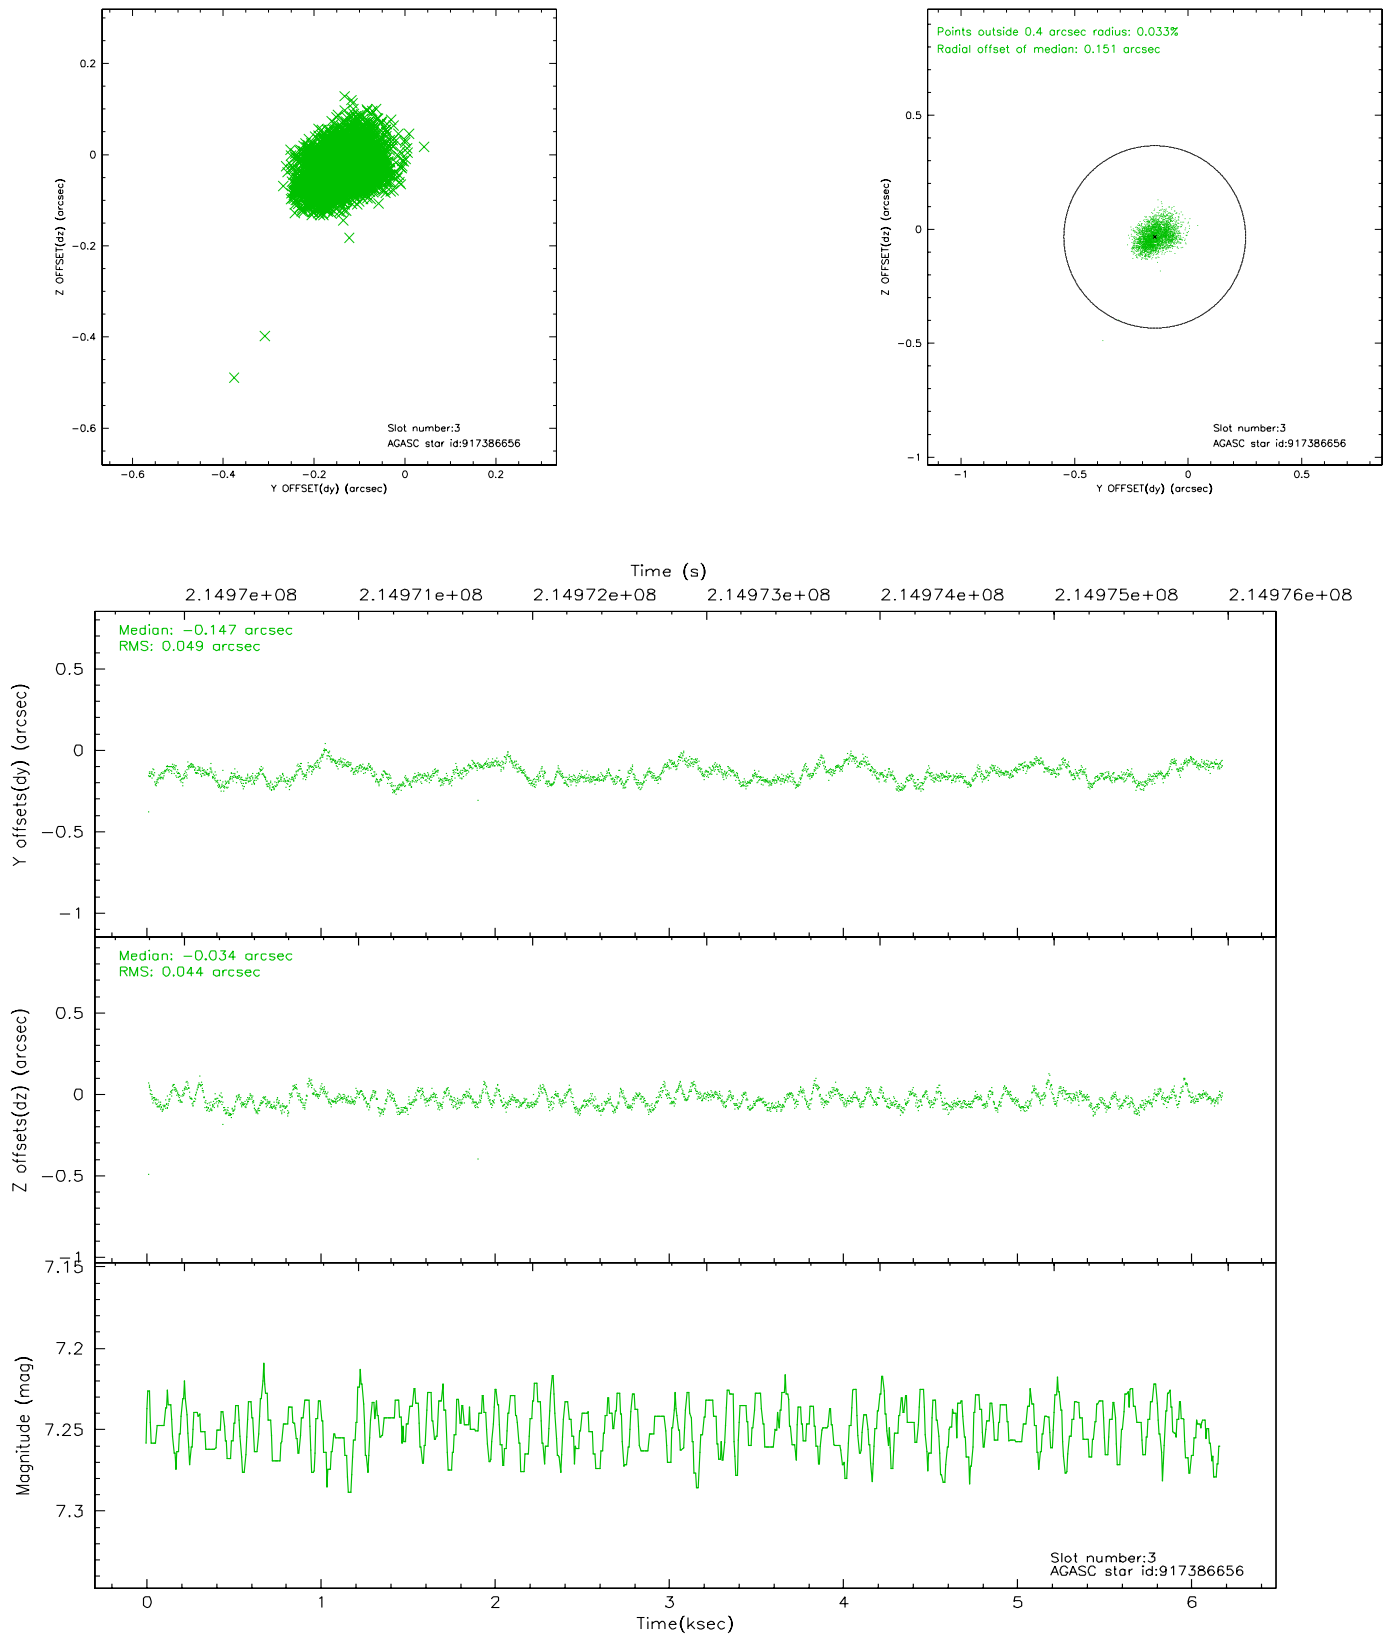 0.2
0
−0.2
−0.4
−0.6
Z OFFSET(dz) (arcsec)
Slot number:3
AGASC star id:917386656
−0.6
−0.4
−0.2
0
0.2
Y OFFSET(dy) (arcsec)
Points outside 0.4 arcsec radius: 0.033%
Radial offset of median: 0.151 arcsec
0.5
0
−0.5
−1
Z OFFSET(dz) (arcsec)
Slot number:3
AGASC star id:917386656
−1
−0.5
0
0.5
Y OFFSET(dy) (arcsec)
Time (s)
2.1497e+08
2.14971e+08
2.14972e+08
2.14973e+08
2.14974e+08
2.14975e+08
2.14976e+08
Median: −0.147 arcsec
RMS: 0.049 arcsec
0.5
0
−0.5
−1
Y offsets(dy) (arcsec)
Median: −0.034 arcsec
RMS: 0.044 arcsec
0.5
0
−0.5
−1
Z offsets(dz) (arcsec)
7.15
7.2
7.25
7.3
Magnitude (mag)
Slot number:3
AGASC star id:917386656
0
1
2
3
4
5
6
Time(ksec)